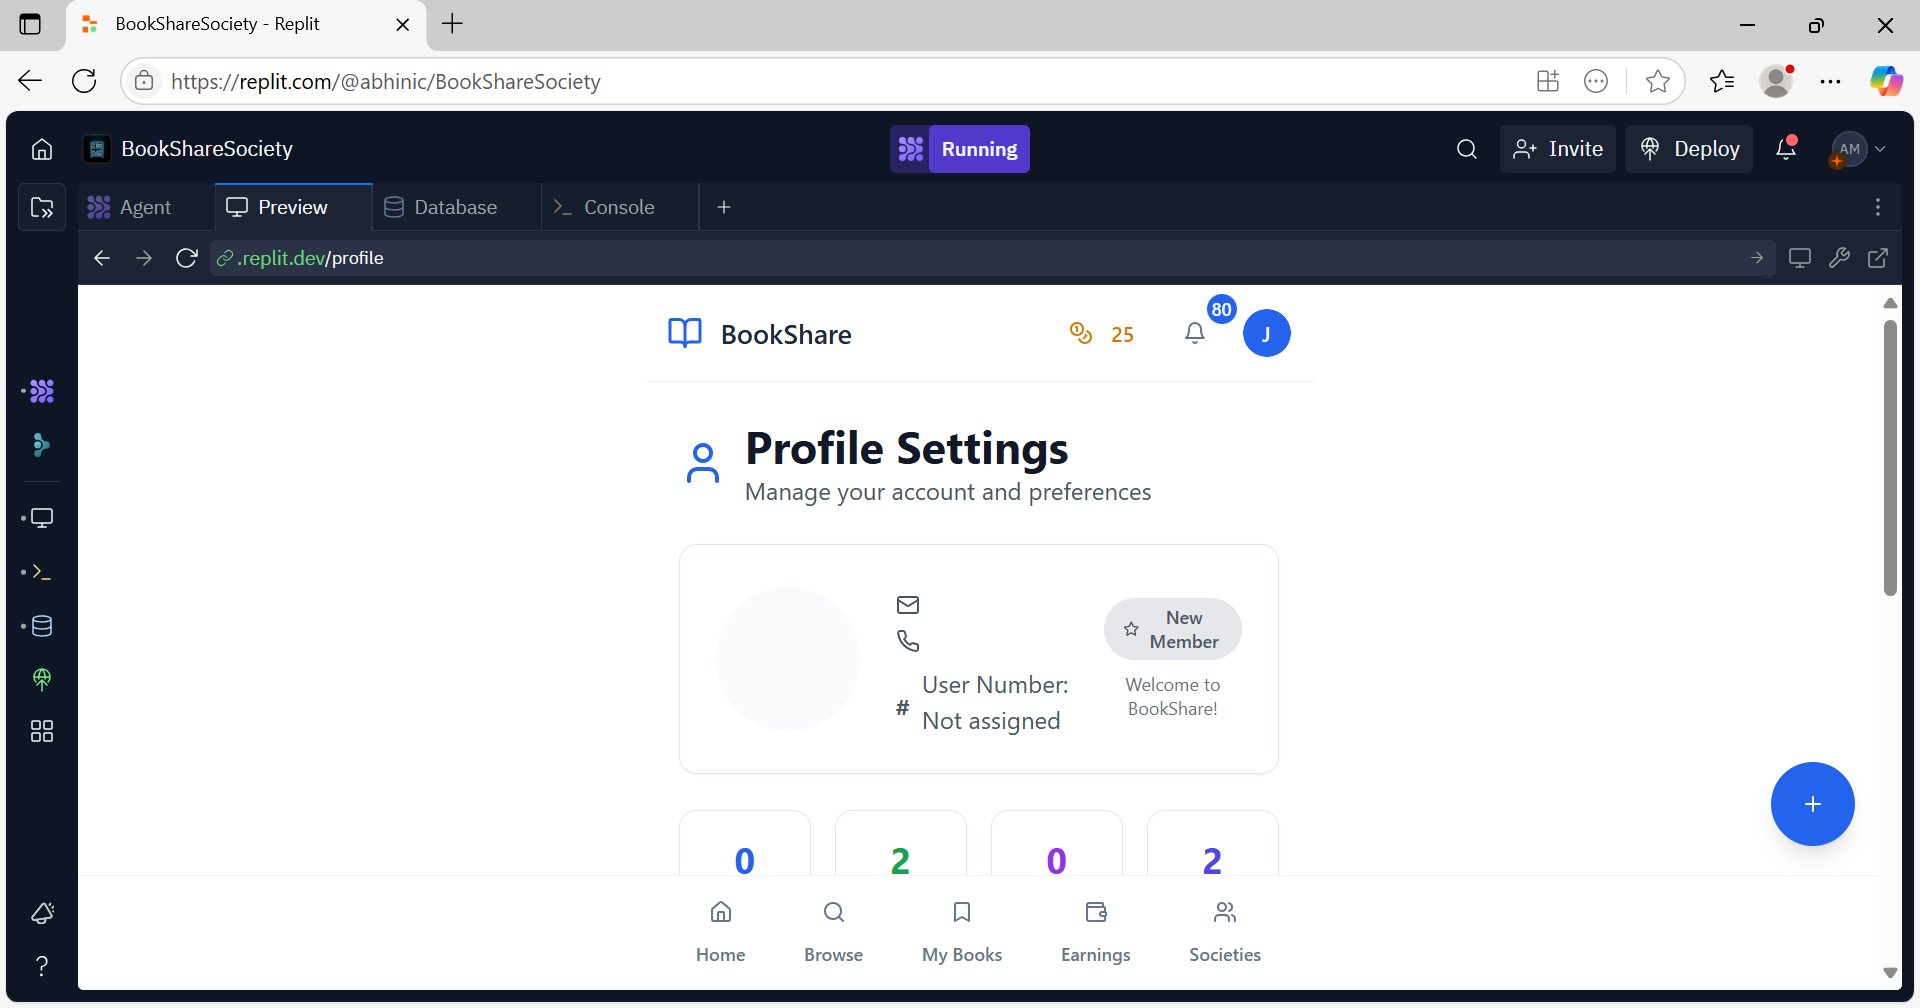 BookShareSociety - Replit
https://replit.com/@abhinic/BookShareSociety
BookShareSociety
Running
Invite
Deploy
AM
Agent
Preview
Database
Console
.replit.dev/profile
BookShare
25
80
J
Profile Settings
Manage your account and preferences
#
User Number:
Not assigned
New
Member
Welcome to
BookShare!
0
2
0
2
Home
Browse
My Books
Earnings
Societies